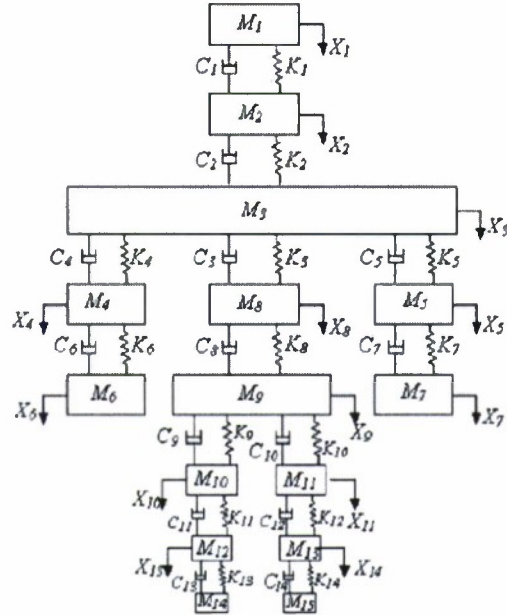 M1
X1
C1 K1
M2
X2
C2 K2
M3
X3
C4 K4 C3 K3 C5 K5
M4 M8 M5
X4 X8 X5
C6 K6 C8 K8 C7 K7
M6 M9 M7
X6 X9 X7
C9 K9 C10 K10
M10 M11
X10 X11
C11 K11 C12 K12
M12 M13
X13 X14
C13 K13 C14 K14
M14 M15